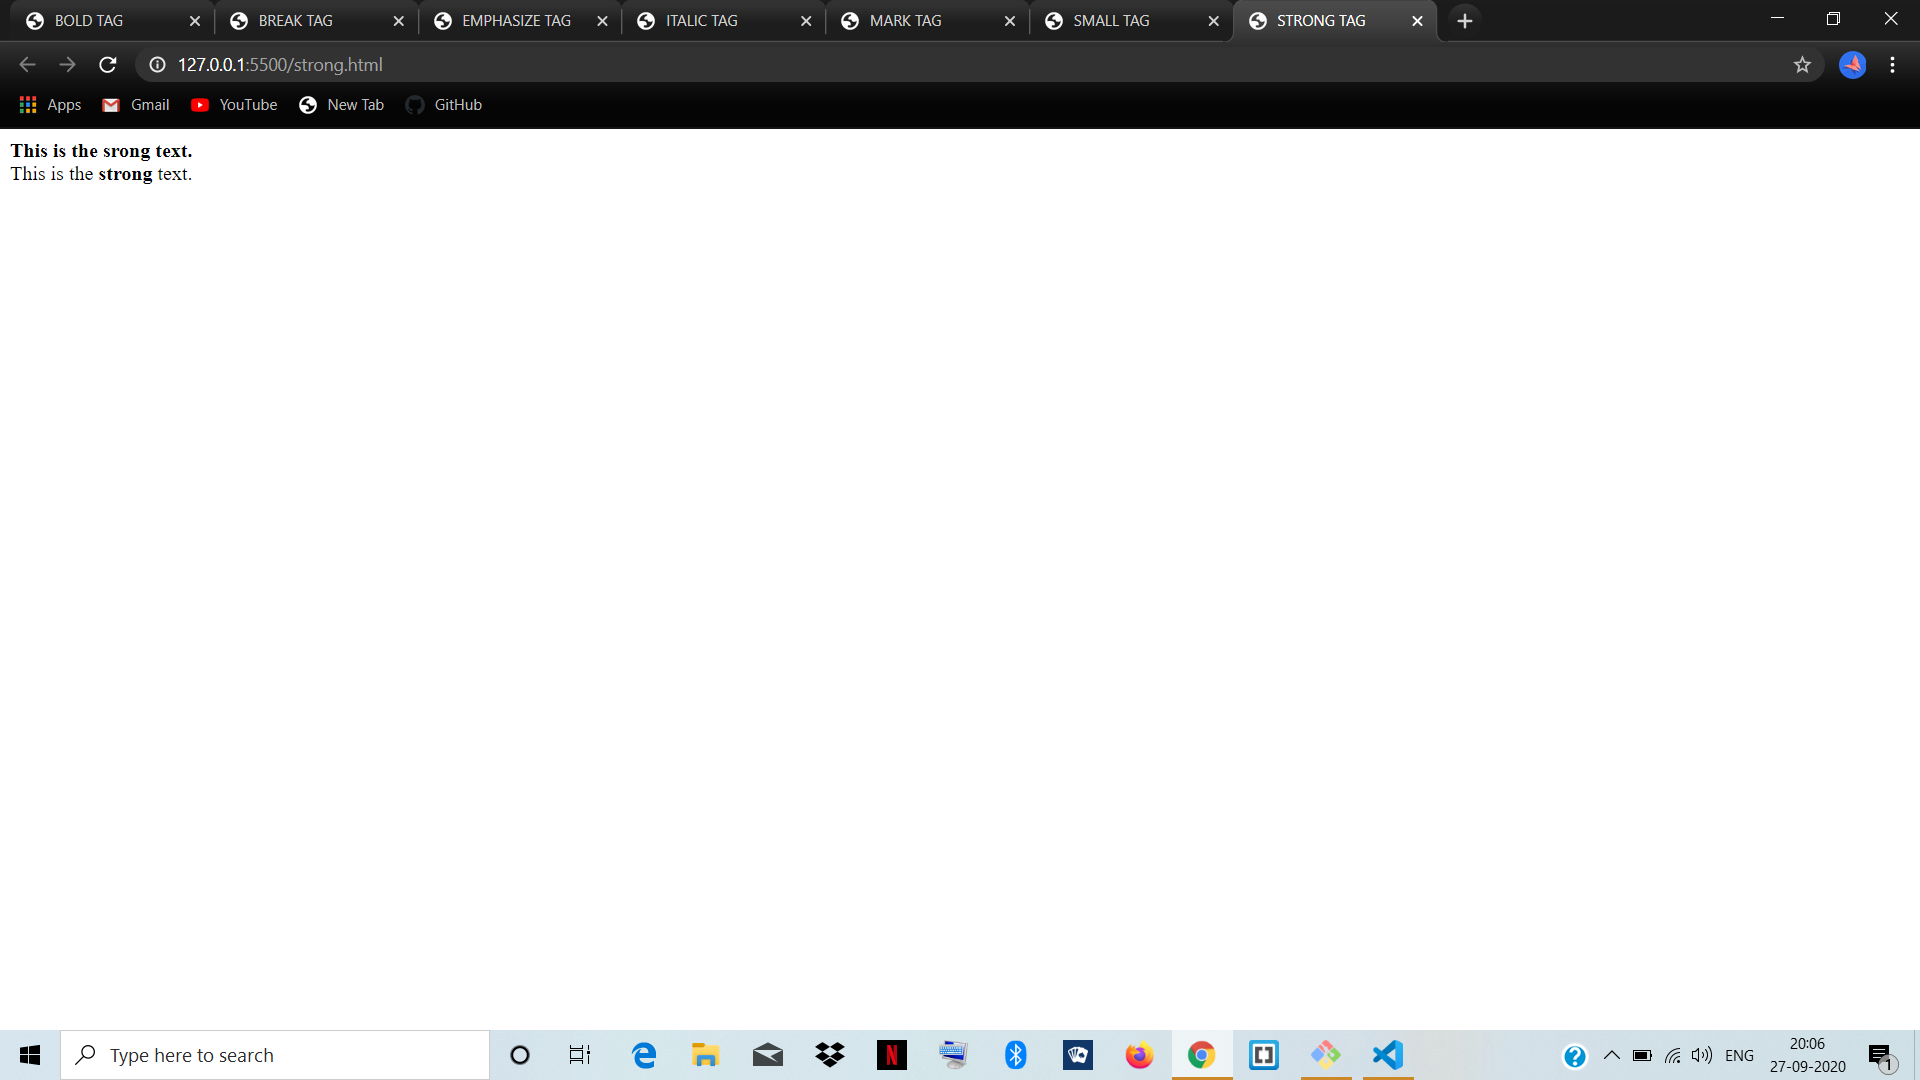 BOLD TAG
BREAK TAG
EMPHASIZE TAG
ITALIC TAG
MARK TAG
SMALL TAG
STRONG TAG
127.0.0.1:5500/strong.html
Apps
Gmail
YouTube
New Tab
GitHub
This is the srong text.
This is the strong text.
Type here to search
N
ENG
20:06
27-09-2020
1